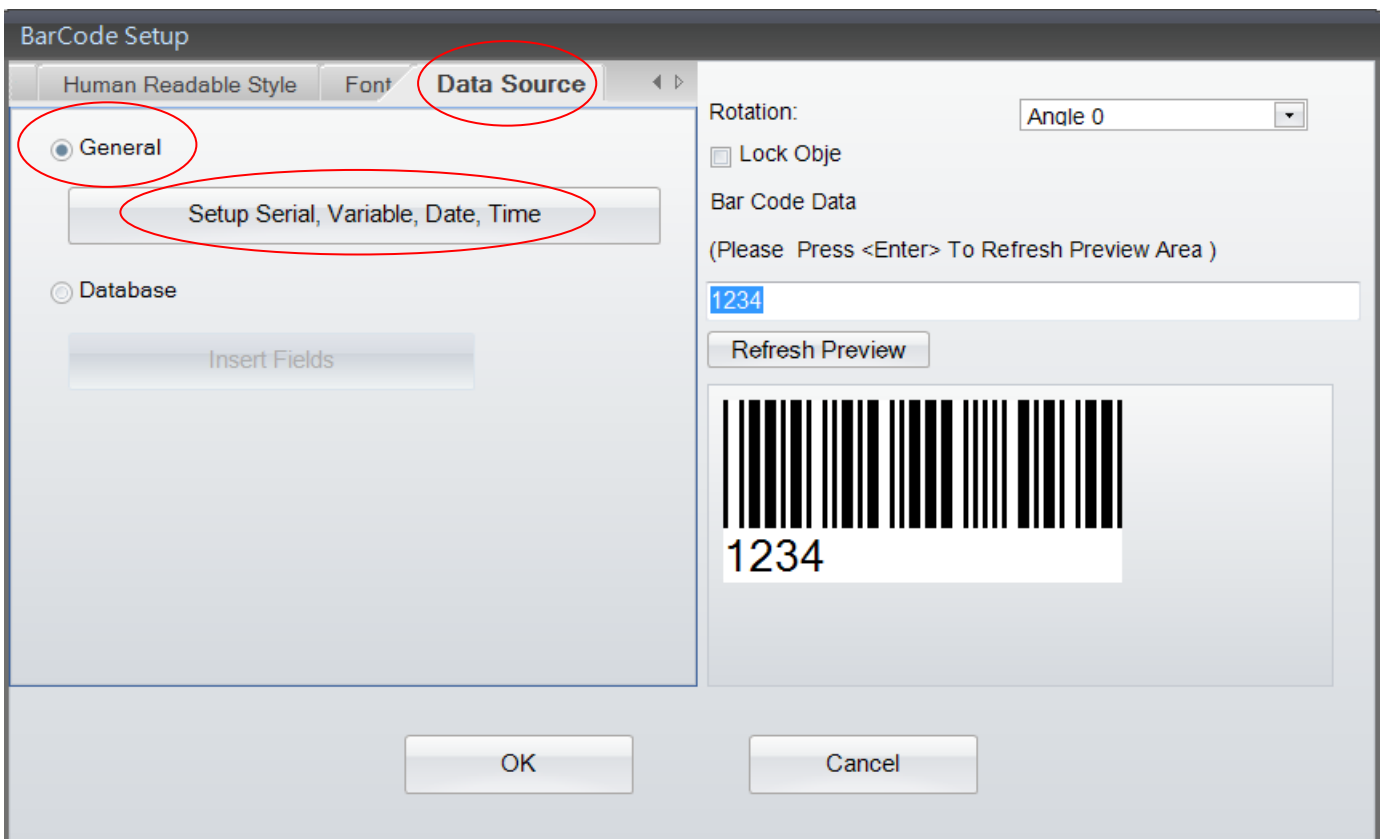 BarCode Setup
Human Readable Style
Font
Data Source
General
Setup Serial, Variable, Date, Time
Database
Insert Fields
Rotation:
Angle 0
Lock Obje
Bar Code Data
(Please Press <Enter> To Refresh Preview Area )
1234
Refresh Preview
1234
OK
Cancel